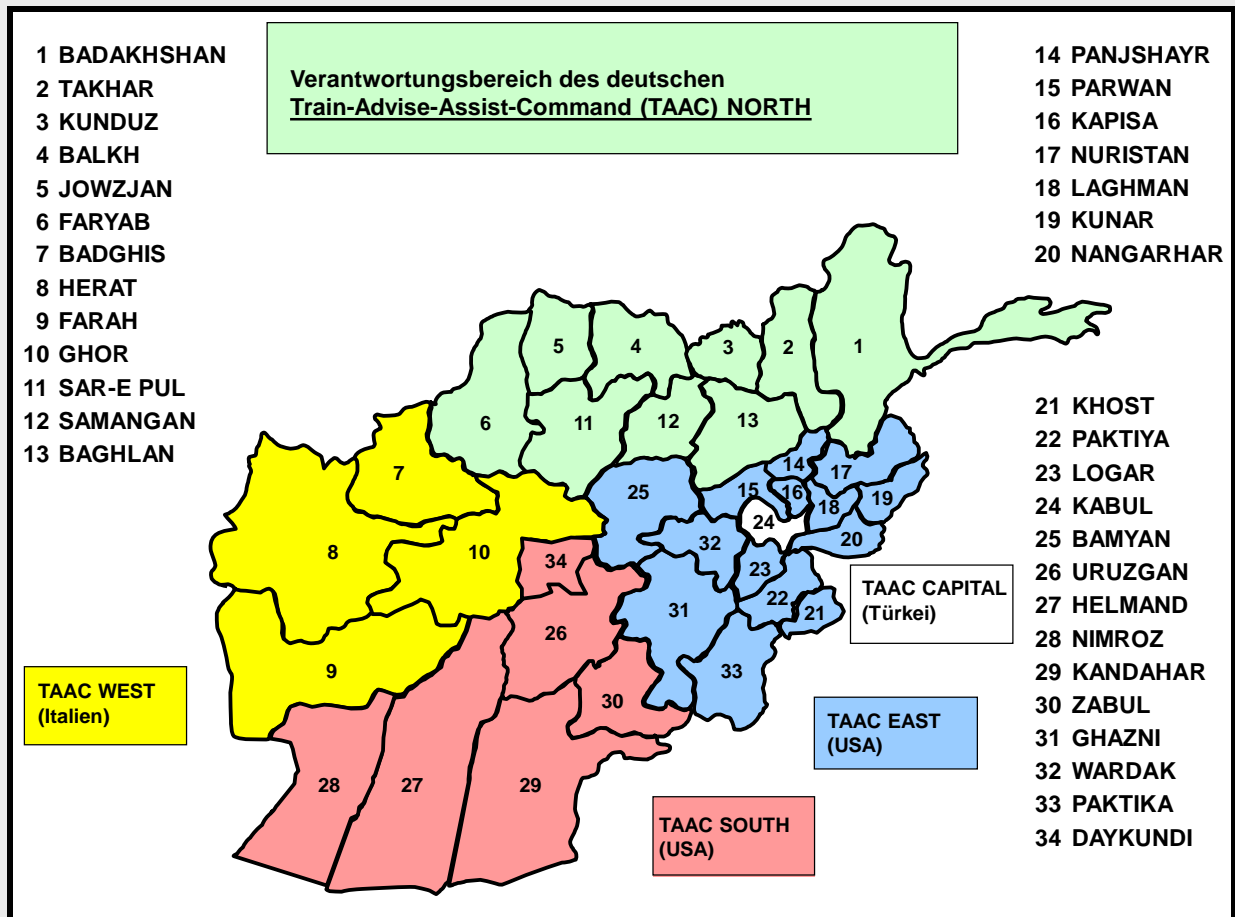 1 BADAKHSHAN
2 TAKHAR
3 KUNDUZ
4 BALKH
5 JOWZJAN
6 FARYAB
7 BADGHIS
8 HERAT
9 FARAH
10 GHOR
11 SAR-E PUL
12 SAMANGAN
13 BAGHLAN
Verantwortungsbereich des deutschen
Train-Advise-Assist-Command (TAAC) NORTH
14 PANJSHAYR
15 PARWAN
16 KAPISA
17 NURISTAN
18 LAGHMAN
19 KUNAR
20 NANGARHAR
21 KHOST
22 PAKTIYA
23 LOGAR
24 KABUL
25 BAMYAN
26 URUZGAN
27 HELMAND
28 NIMROZ
29 KANDAHAR
30 ZABUL
31 GHAZNI
32 WARDAK
33 PAKTIKA
34 DAYKUNDI
5
4
3
2
1
6
11
12
13
7
25
14
17
15
16
18
19
8
10
34
32
24
20
23
22
21
31
26
9
33
30
28
27
29
TAAC CAPITAL
(Türkei)
TAAC WEST
(Italien)
TAAC EAST
(USA)
TAAC SOUTH
(USA)